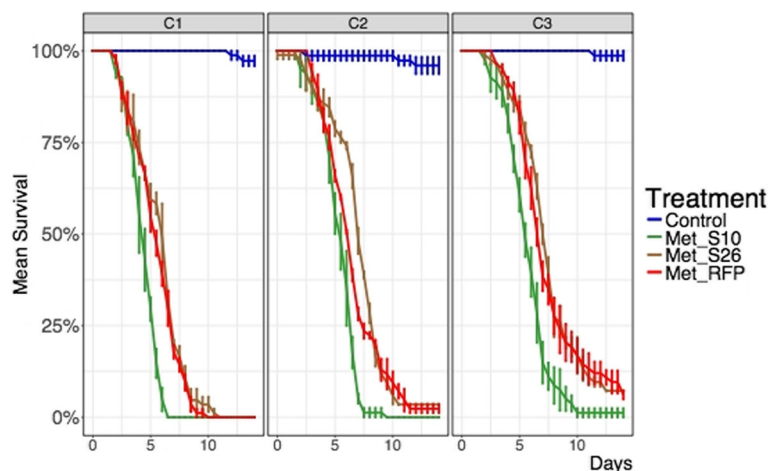 C1 C2 C3
100%
75%
50%
25%
0%
Mean Survival
0 5 10 0 5 10 0 5 10
Days
Treatment
Control
Met_S10
Met_S26
Met_RFP